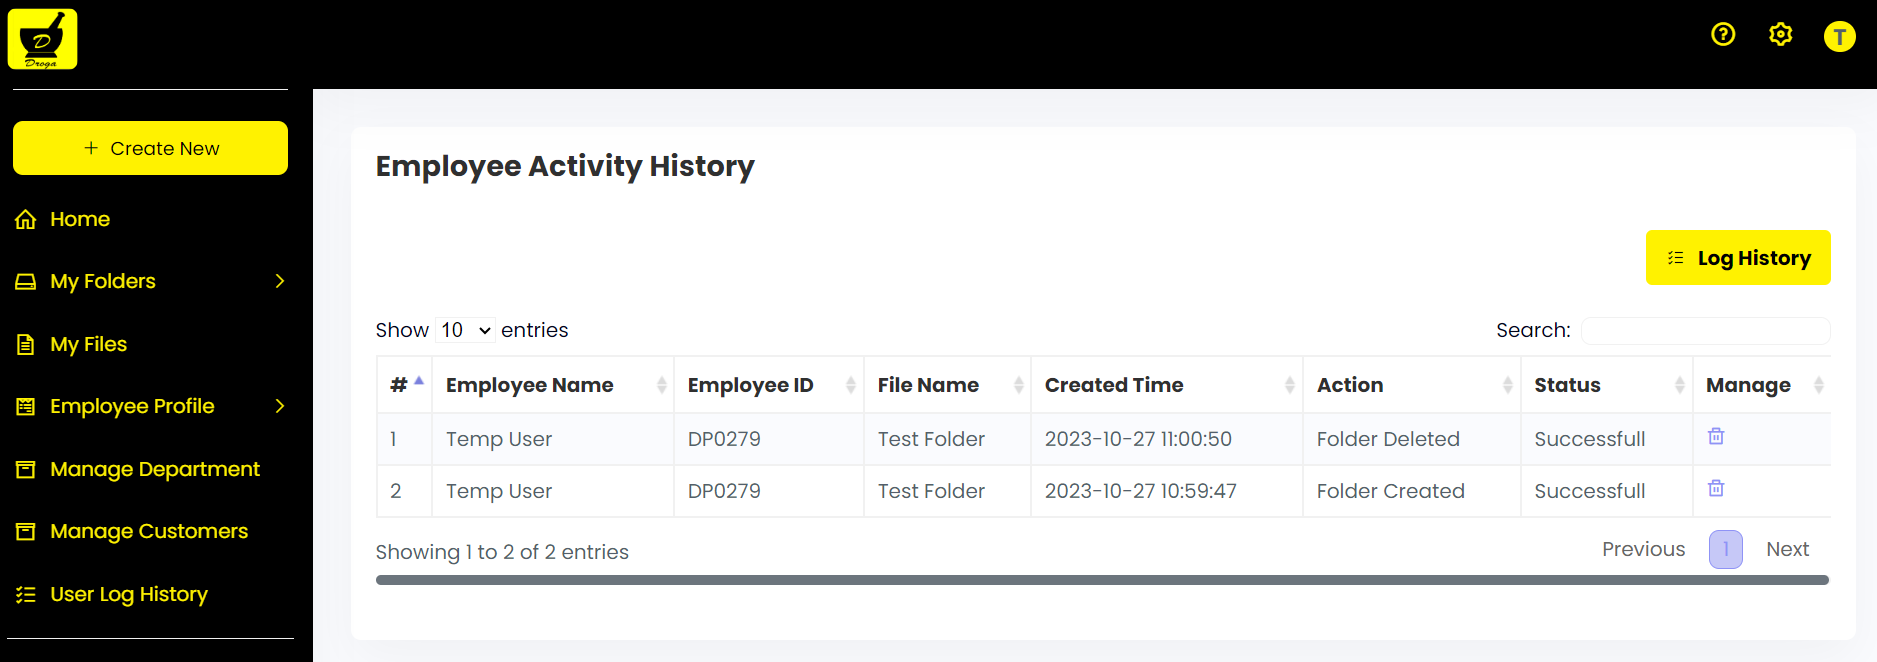 D
Droga
T
+ Create New
Home
My Folders
My Files
Employee Profile
Manage Department
Manage Customers
User Log History
Employee Activity History
Log History
Show 10 entries
Search:
# Employee Name Employee ID File Name Created Time Action Status Manage
1 Temp User DP0279 Test Folder 2023-10-27 11:00:50 Folder Deleted Successfull
2 Temp User DP0279 Test Folder 2023-10-27 10:59:47 Folder Created Successfull
Showing 1 to 2 of 2 entries
Previous 1 Next